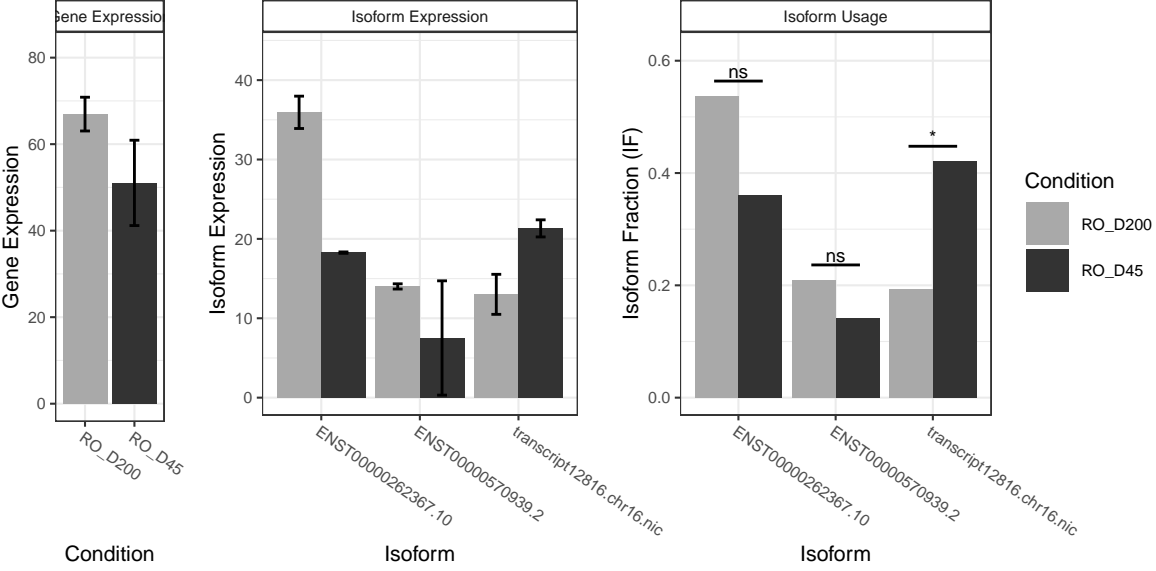 Gene Expression
Gene Expression
80
60
40
20
0
RO_D200
RO_D45
Condition
Isoform Expression
Isoform Expression
40
30
20
10
0
ENST00000262367.10
ENST00000570939.2
transcript12816.chr16.nic
Isoform
Isoform Usage
Isoform Fraction (IF)
0.6
0.4
0.2
0.0
ns
ns
*
ENST00000262367.10
ENST00000570939.2
transcript12816.chr16.nic
Isoform
Condition
RO_D200
RO_D45